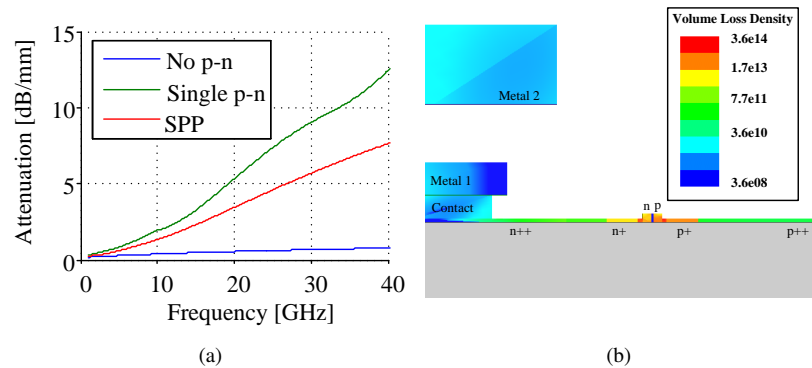 15
10
5
0
0
10
20
30
40
Attenuation [dB/mm]
Frequency [GHz]
No p-n
Single p-n
SPP
(a)
Metal 2
Metal 1
Contact
n p
n++
n+
p+
p++
Volume Loss Density
3.6e14
1.7e13
7.7e11
3.6e10
3.6e08
(b)